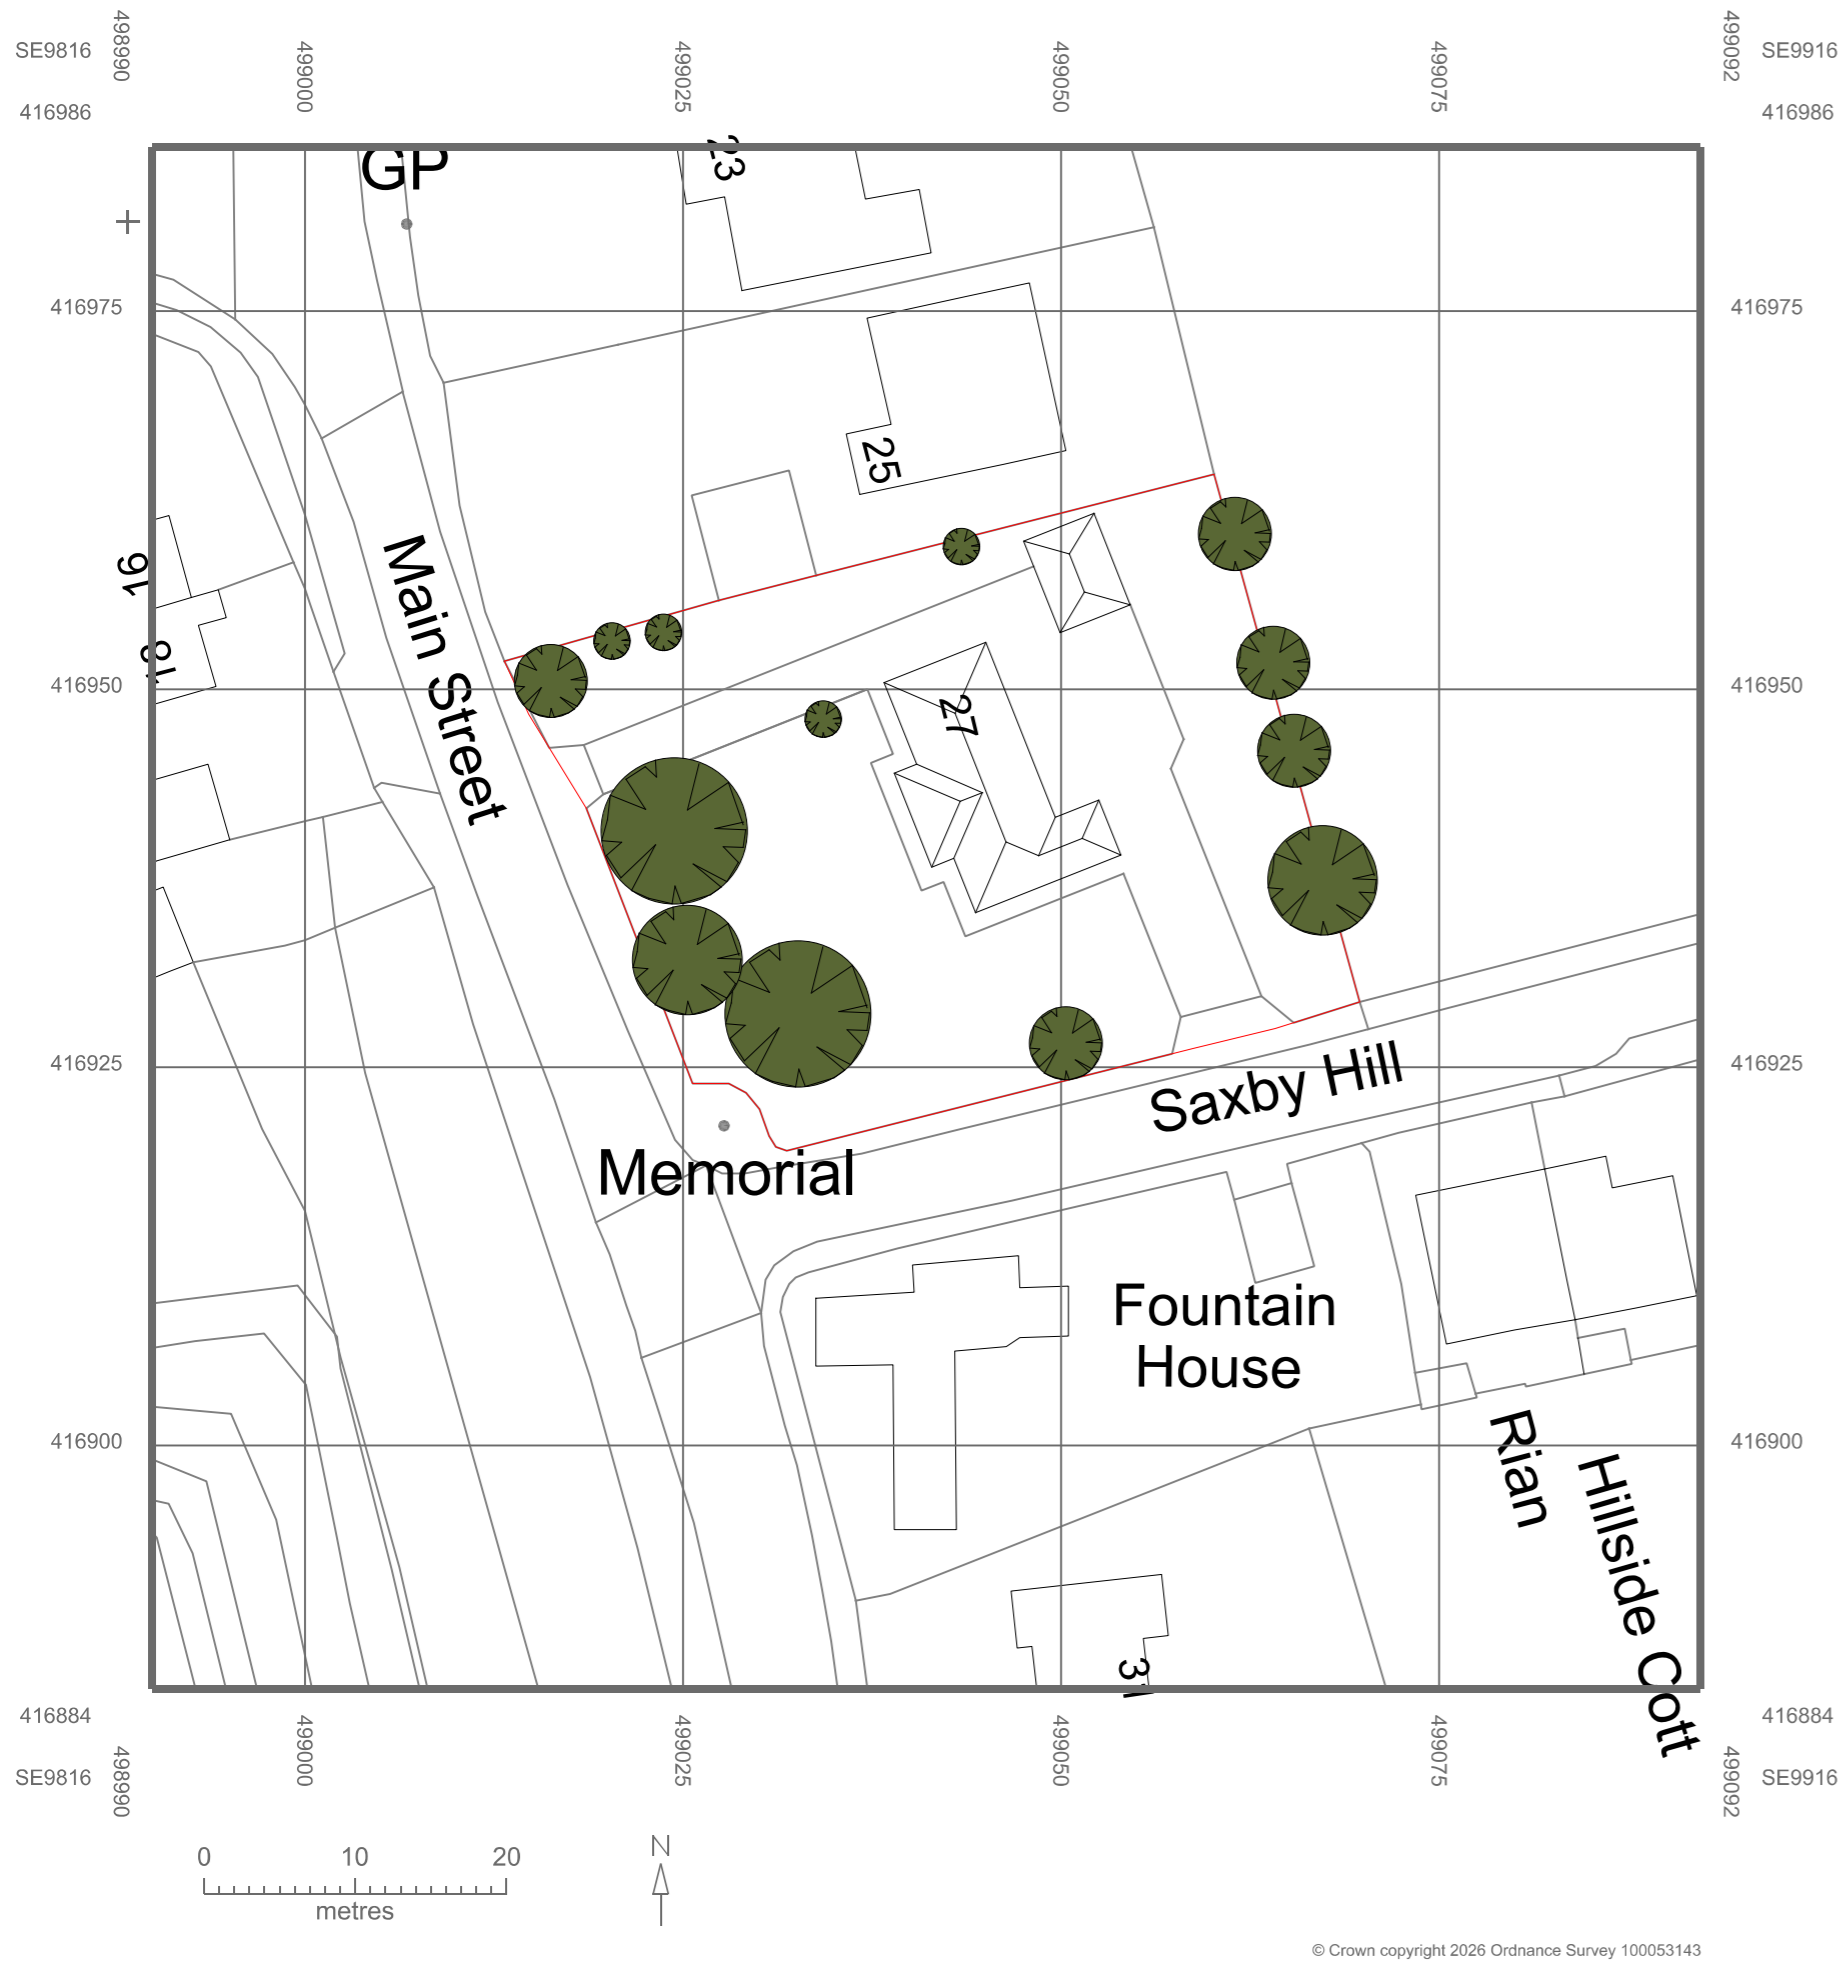 498990
499000
499025
499050
499075
499092
SE9816
SE9916
416986
416986
GP
23
416975
416975
25
16
Main Street
18
27
416950
416950
416925
416925
Saxby Hill
Memorial
Fountain
House
416900
416900
Rian
Hillside Cott
31
416884
416884
SE9816
SE9916
498990
499000
499025
499050
499075
499092
N
0 10 20
metres
© Crown copyright 2026 Ordnance Survey 100053143